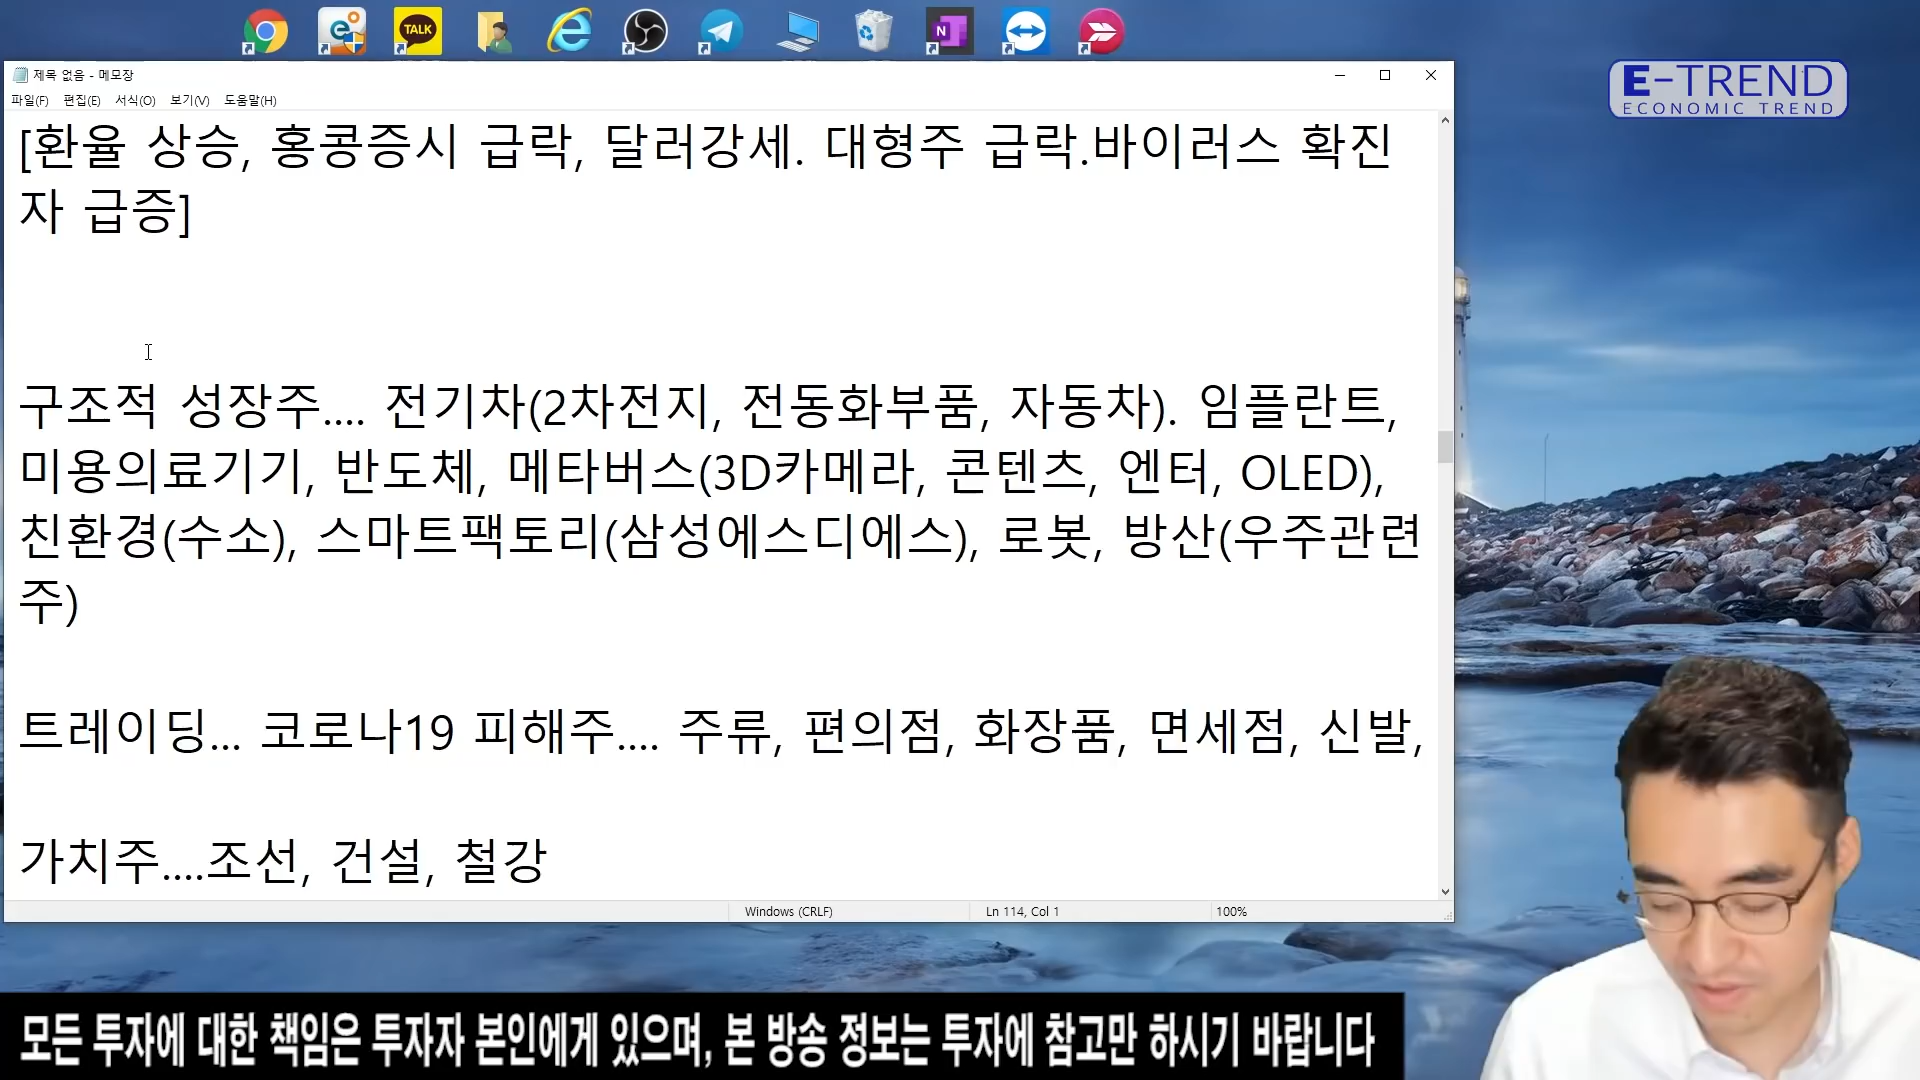 TALK
N
제목 없음 - 메모장
파일(F) 편집(E) 서식(O) 보기(V) 도움말(H)
E-TREND
ECONOMIC TREND
[환율 상승, 홍콩증시 급락, 달러강세. 대형주 급락.바이러스 확진
자 급증]
구조적 성장주.... 전기차(2차전지, 전동화부품, 자동차). 임플란트,
미용의료기기, 반도체, 메타버스(3D카메라, 콘텐츠, 엔터, OLED),
친환경(수소), 스마트팩토리(삼성에스디에스), 로봇, 방산(우주관련
주)
트레이딩... 코로나19 피해주.... 주류, 편의점, 화장품, 면세점, 신발,
가치주....조선, 건설, 철강
Windows (CRLF) Ln 114, Col 1 100%
모든 투자에 대한 책임은 투자자 본인에게 있으며, 본 방송 정보는 투자에 참고만 하시기 바랍니다